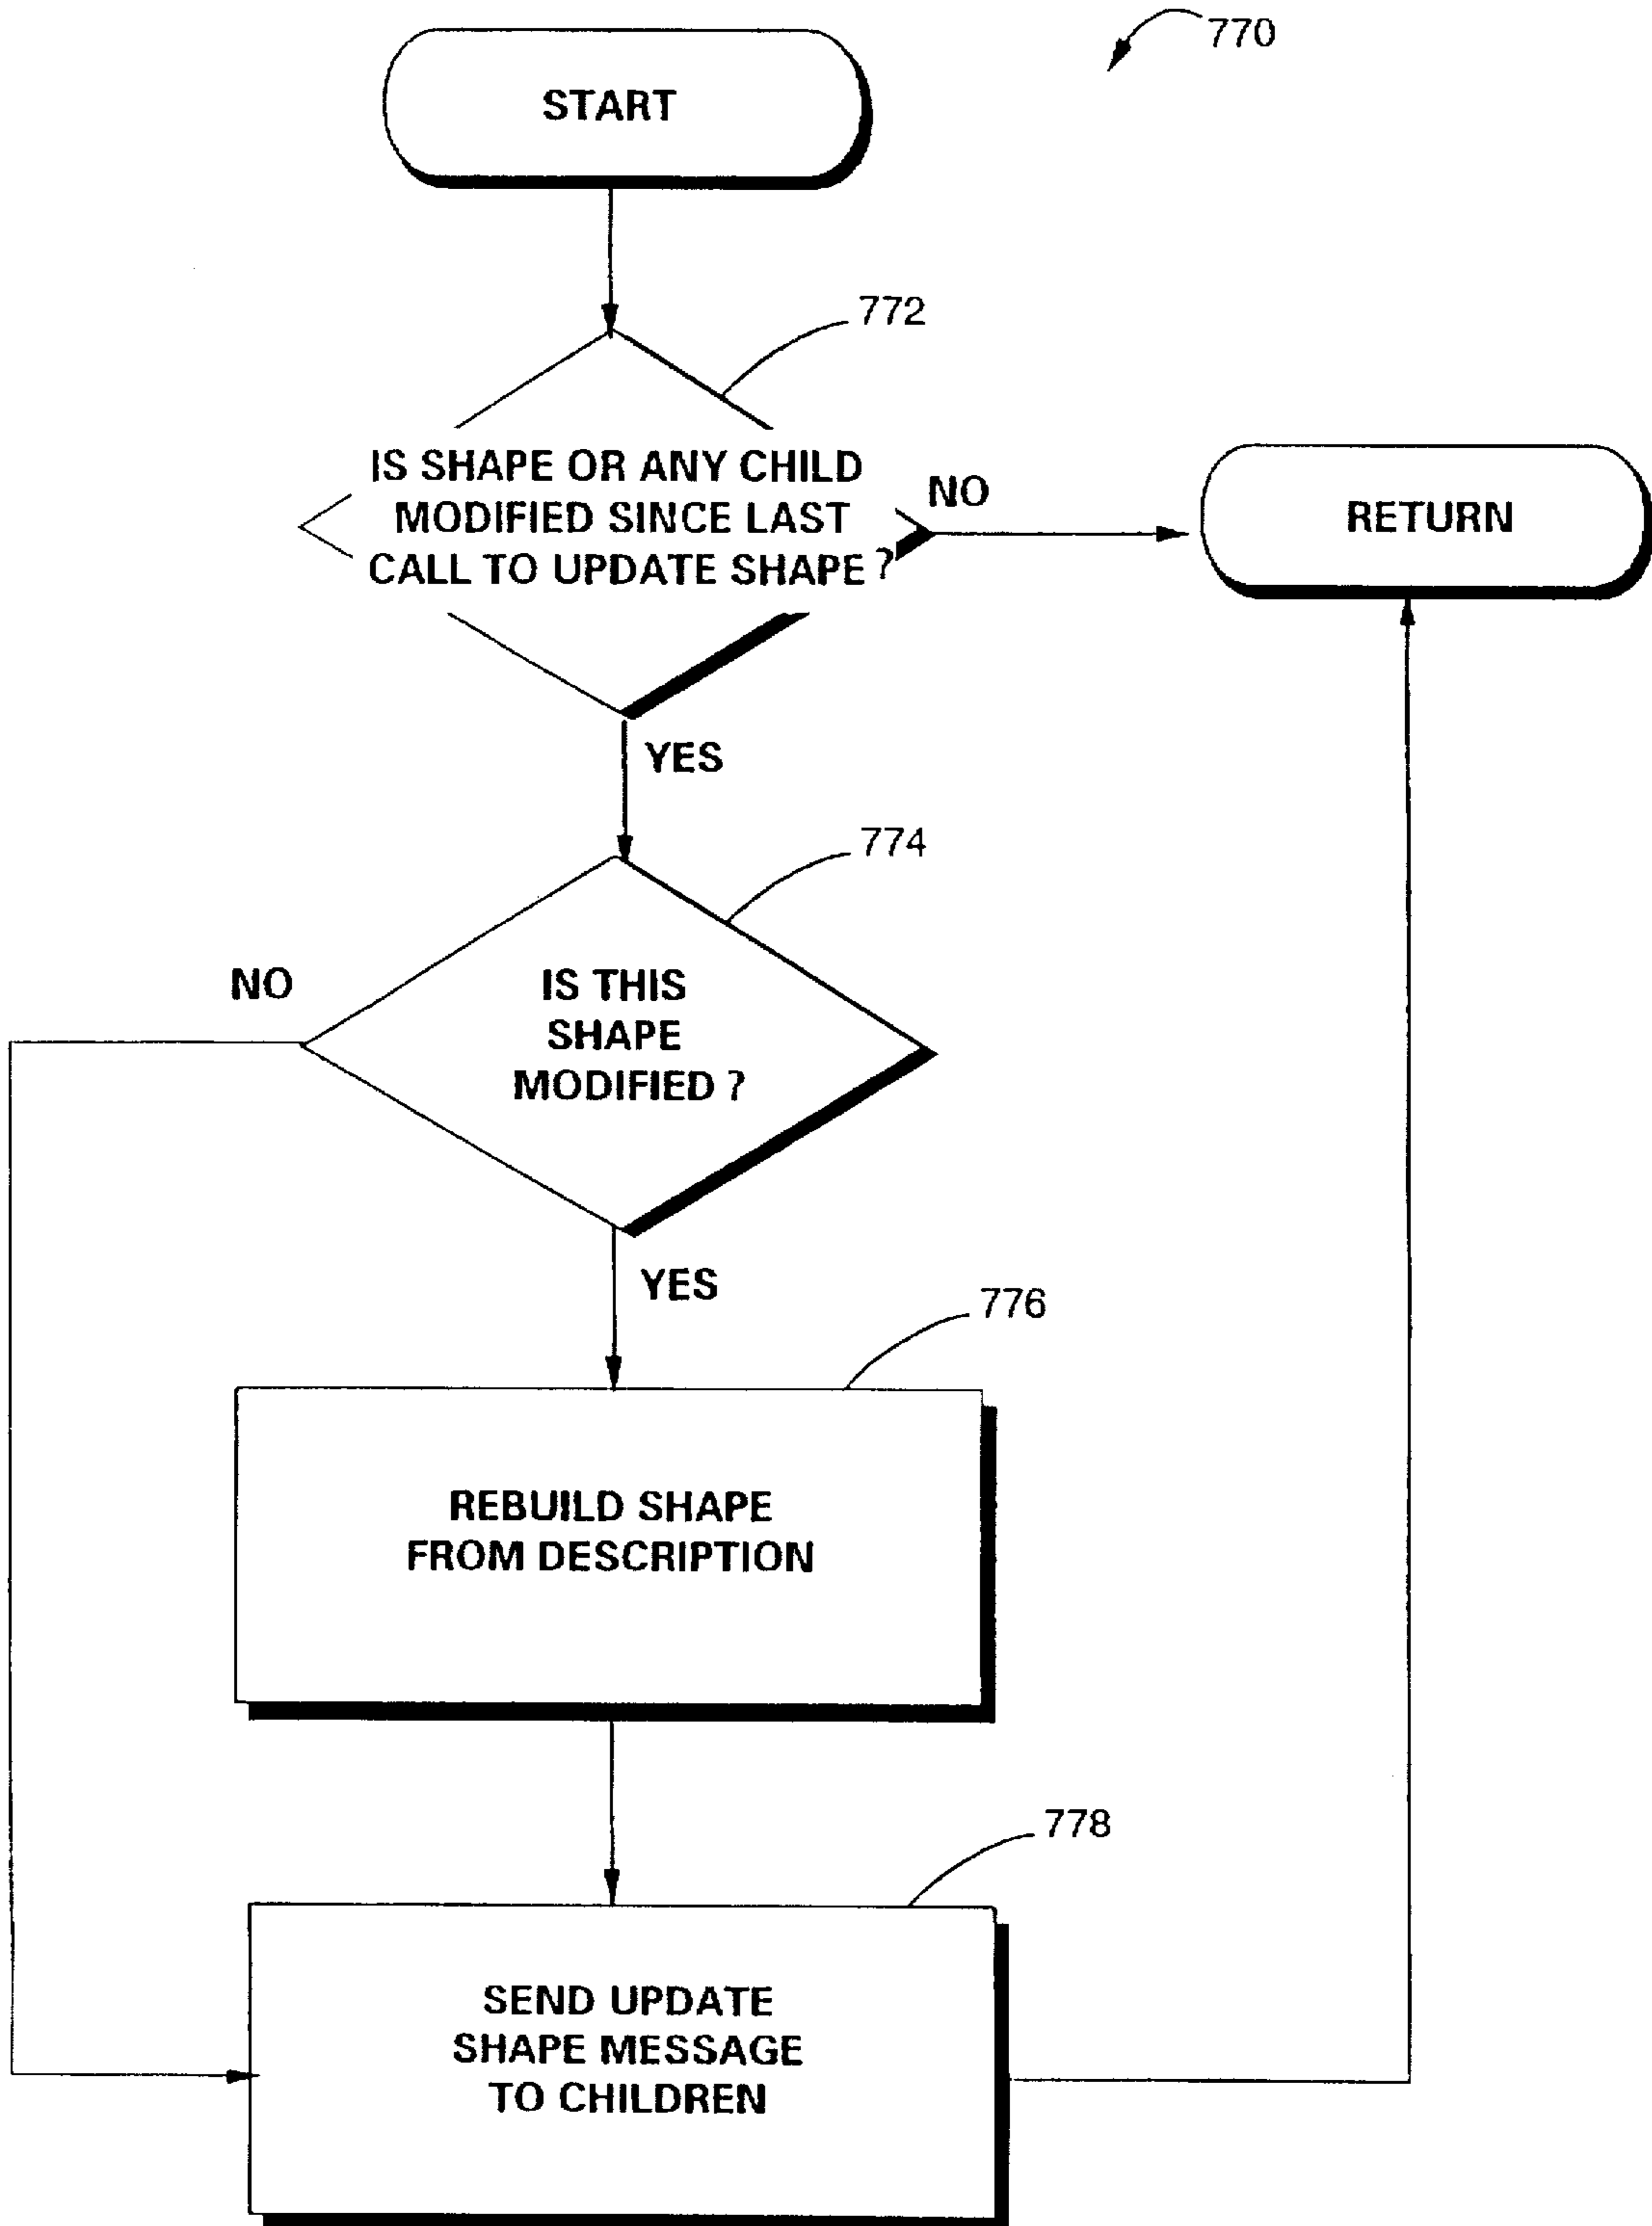 770
START
772
IS SHAPE OR ANY CHILD
MODIFIED SINCE LAST
CALL TO UPDATE SHAPE ?
NO
RETURN
YES
774
NO
IS THIS
SHAPE
MODIFIED ?
YES
776
REBUILD SHAPE
FROM DESCRIPTION
778
SEND UPDATE
SHAPE MESSAGE
TO CHILDREN